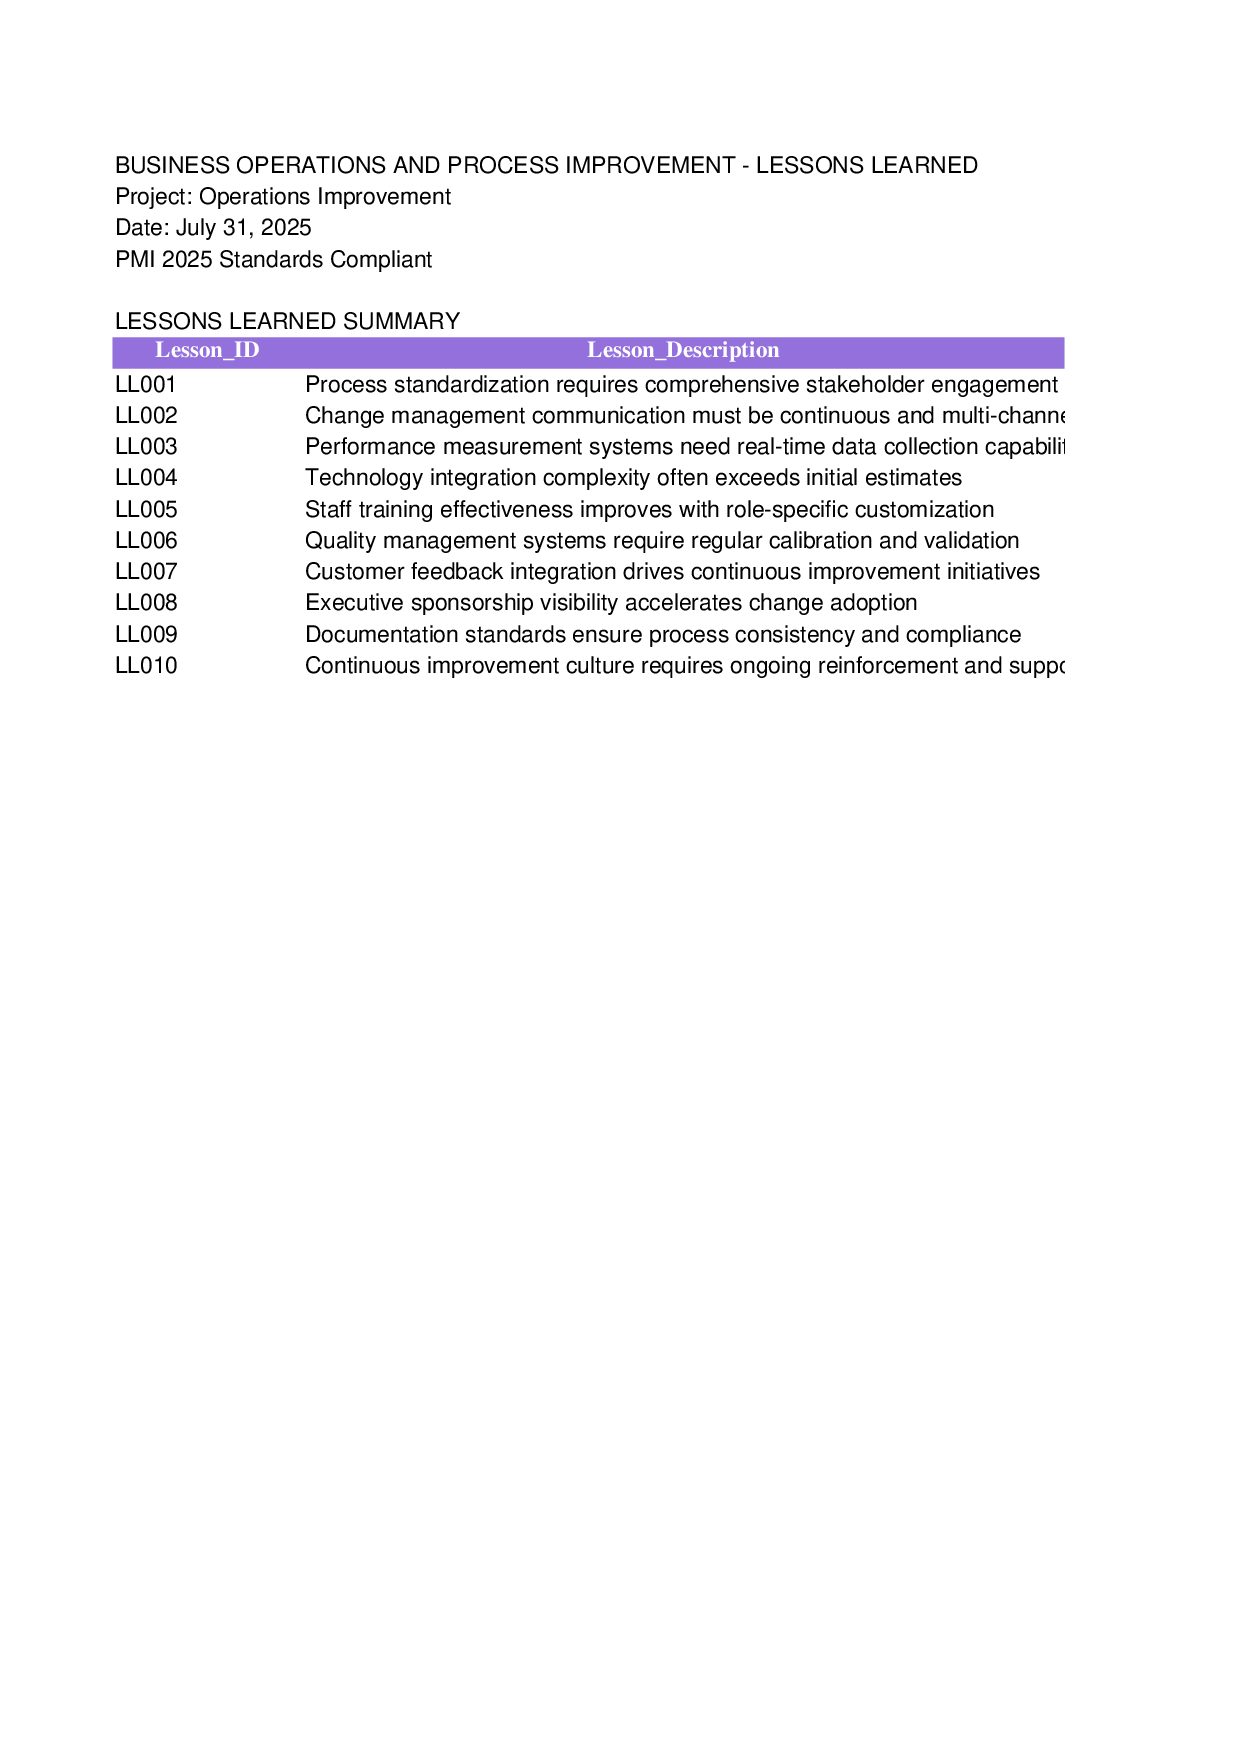 BUSINESS OPERATIONS AND PROCESS IMPROVEMENT - LESSONS LEARNED
Project: Operations Improvement
Date: July 31, 2025
PMI 2025 Standards Compliant
LESSONS LEARNED SUMMARY
Lesson_ID Lesson_Description
LL001 Process standardization requires comprehensive stakeholder engagement
LL002 Change management communication must be continuous and multi-channe
LL003 Performance measurement systems need real-time data collection capabili
LL004 Technology integration complexity often exceeds initial estimates
LL005 Staff training effectiveness improves with role-specific customization
LL006 Quality management systems require regular calibration and validation
LL007 Customer feedback integration drives continuous improvement initiatives
LL008 Executive sponsorship visibility accelerates change adoption
LL009 Documentation standards ensure process consistency and compliance
LL010 Continuous improvement culture requires ongoing reinforcement and suppo